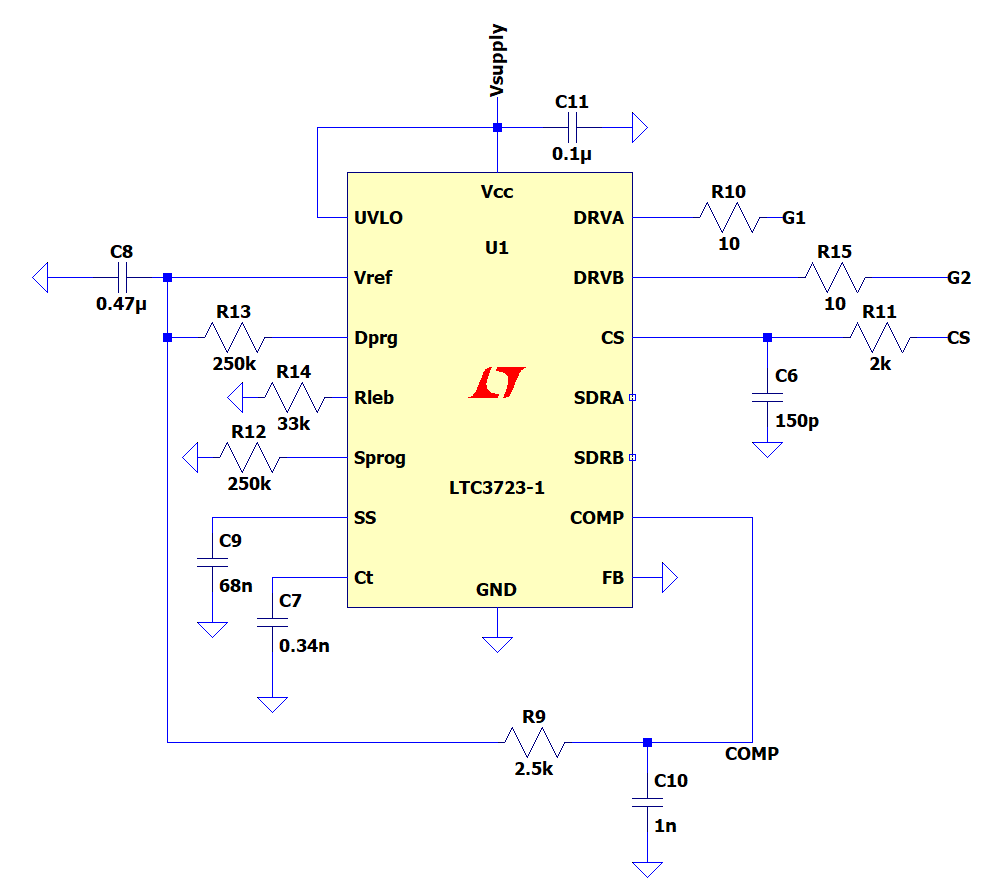 Vsupply
C11
0.1µ
Vcc
UVLO
DRVA
R10
G1
10
U1
C8
Vref
DRVB
R15
G2
0.47µ
10
R13
Dprg
CS
R11
CS
250k
2k
R14
Rleb
SDRA
C6
33k
150p
R12
Sprog
SDRB
250k
LTC3723-1
SS
COMP
C9
68n
Ct
FB
C7
GND
0.34n
R9
2.5k
COMP
C10
1n